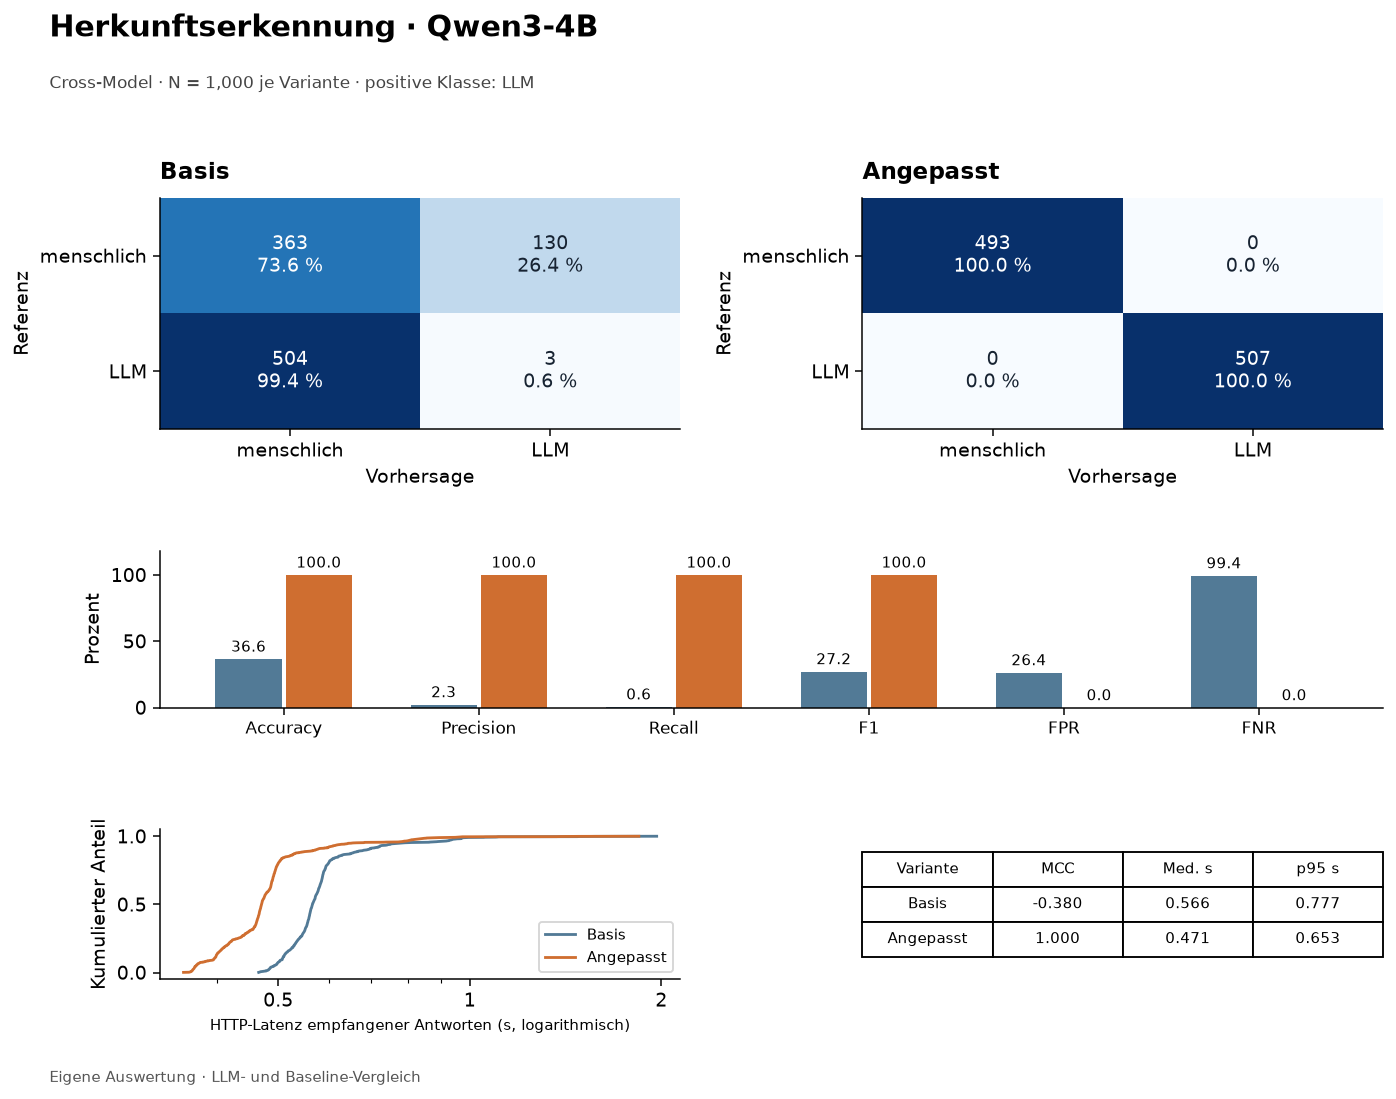 Herkunftserkennung · Qwen3-4B
Cross-Model · N = 1,000 je Variante · positive Klasse: LLM
Basis
Referenz
menschlich
363
73.6 %
130
26.4 %
LLM
504
99.4 %
3
0.6 %
menschlich
LLM
Vorhersage
Angepasst
Referenz
menschlich
493
100.0 %
0
0.0 %
LLM
0
0.0 %
507
100.0 %
menschlich
LLM
Vorhersage
Prozent
100
50
0
36.6
100.0
2.3
100.0
0.6
100.0
27.2
100.0
26.4
0.0
99.4
0.0
Accuracy
Precision
Recall
F1
FPR
FNR
Kumulierter Anteil
1.0
0.5
0.0
Basis
Angepasst
0.5
1
2
HTTP-Latenz empfangener Antworten (s, logarithmisch)
Variante MCC Med. s p95 s
Basis -0.380 0.566 0.777
Angepasst 1.000 0.471 0.653
Eigene Auswertung · LLM- und Baseline-Vergleich